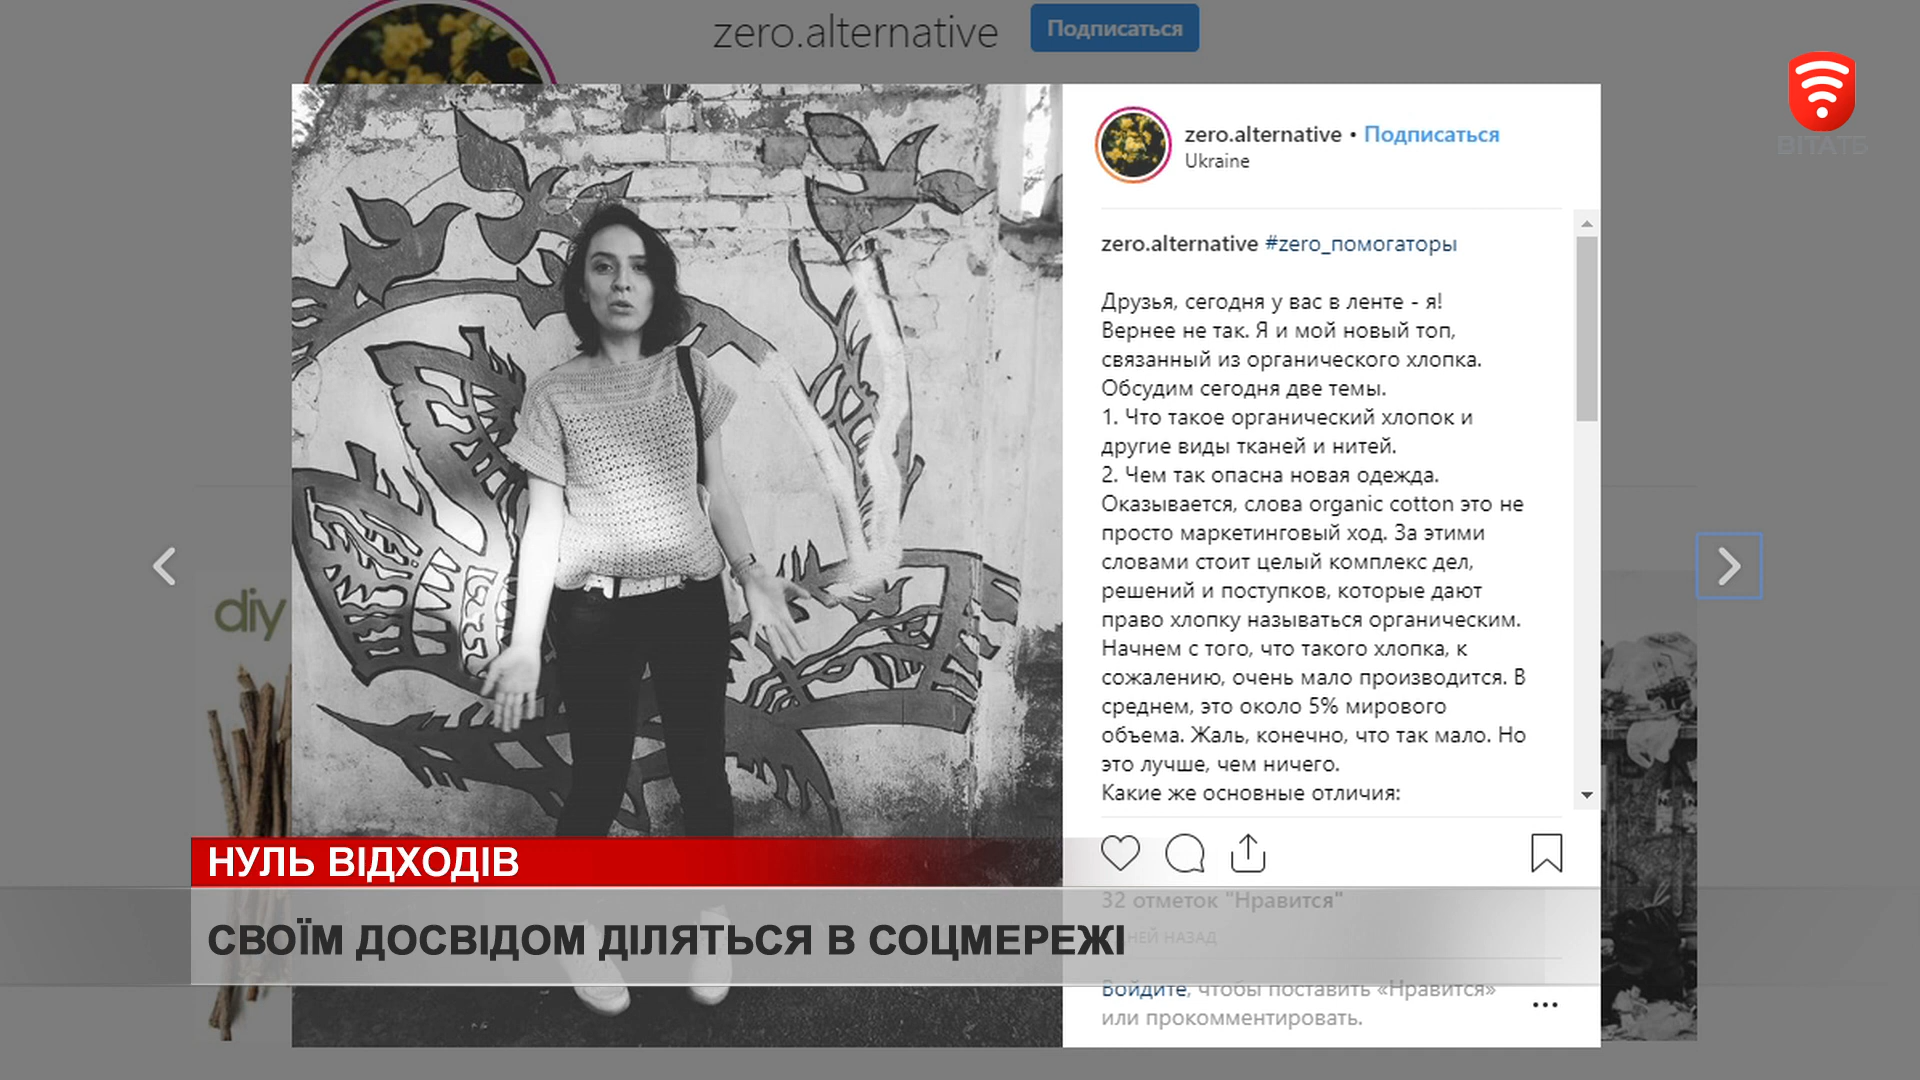 zero.alternative
Подписаться
ВІТАТБ
zero.alternative • Подписаться
Ukraine
zero.alternative #zero_помогаторы
Друзья, сегодня у вас в ленте - я!
Вернее не так. Я и мой новый топ,
связанный из органического хлопка.
Обсудим сегодня две темы.
1. Что такое органический хлопок и
другие виды тканей и нитей.
2. Чем так опасна новая одежда.
Оказывается, слова organic cotton это не
просто маркетинговый ход. За этими
словами стоит целый комплекс дел,
решений и поступков, которые дают
право хлопку называться органическим.
Начнем с того, что такого хлопка, к
сожалению, очень мало производится. В
среднем, это около 5% мирового
объема. Жаль, конечно, что так мало. Но
это лучше, чем ничего.
Какие же основные отличия:
diy
32 отметок "Нравится"
НЕЙ НАЗАД
Войдите, чтобы поставить «Нравится»
или прокомментировать.
НУЛЬ ВІДХОДІВ
СВОЇМ ДОСВІДОМ ДІЛЯТЬСЯ В СОЦМЕРЕЖІ